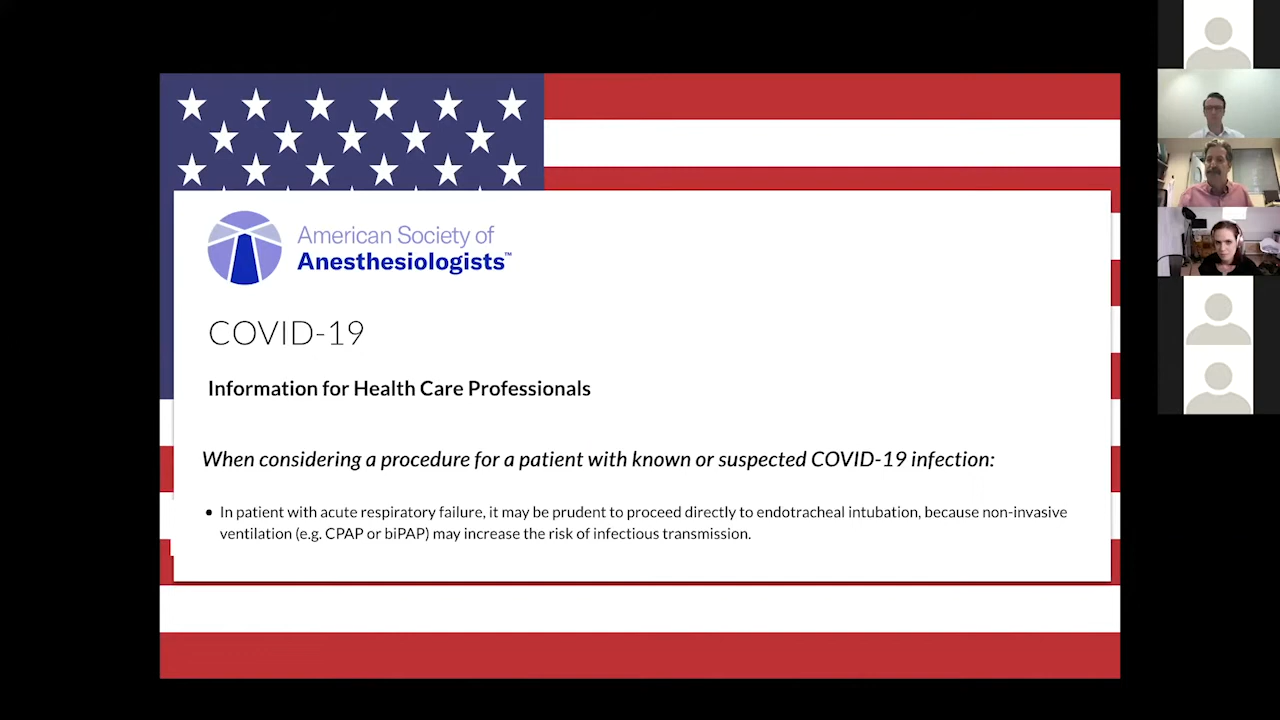 American Society of
Anesthesiologists™
COVID-19
Information for Health Care Professionals
When considering a procedure for a patient with known or suspected COVID-19 infection:
• In patient with acute respiratory failure, it may be prudent to proceed directly to endotracheal intubation, because non-invasive
ventilation (e.g. CPAP or biPAP) may increase the risk of infectious transmission.